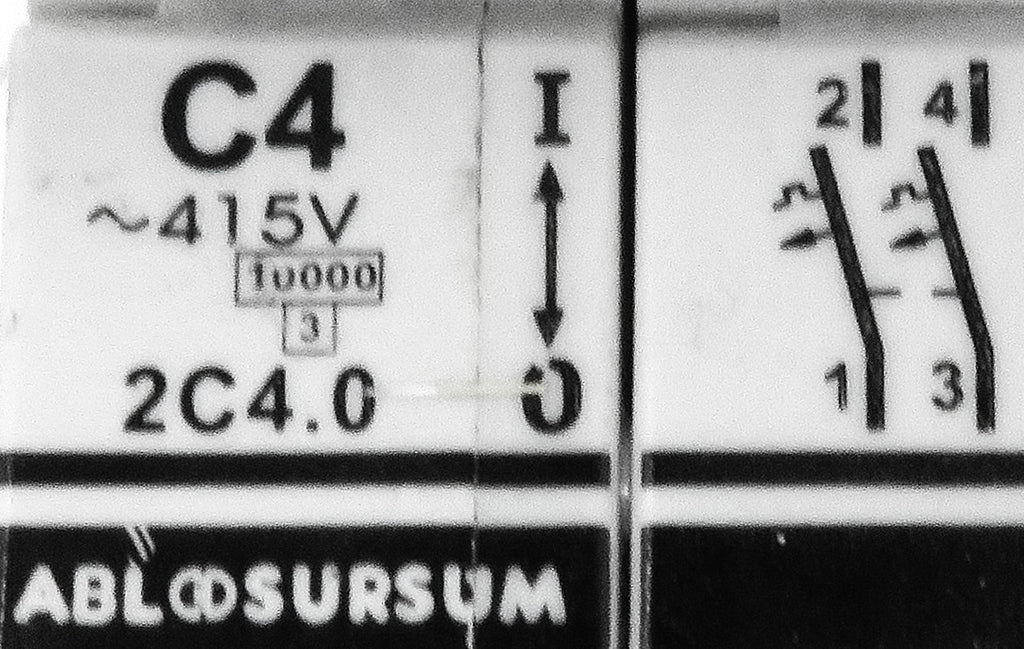 C4
~415V
10000
3
2C4.0
I
0
2 4
1 3
ABL SURSUM